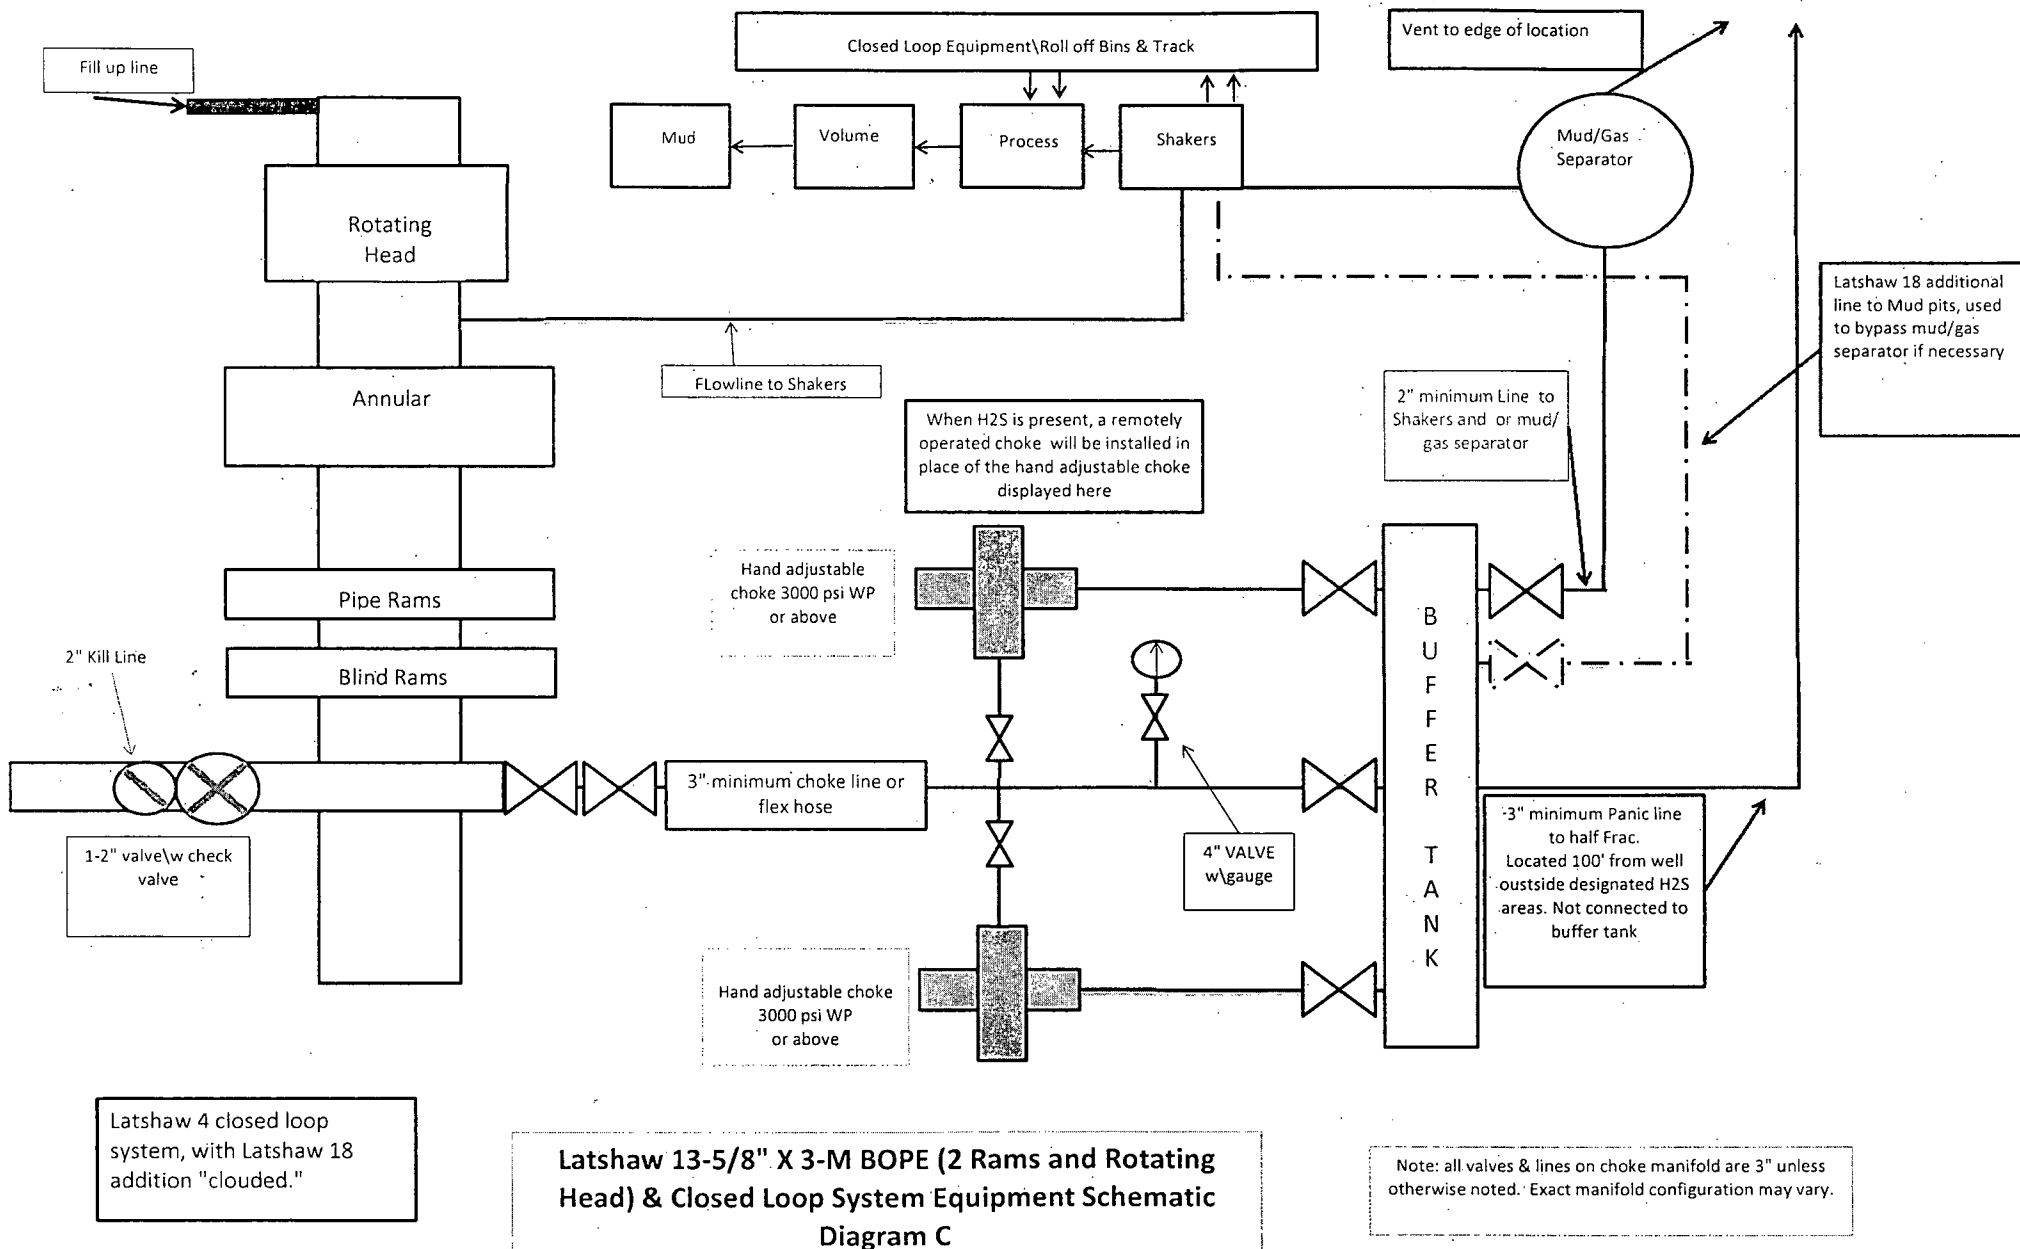 Fill up line
Closed Loop Equipment\Roll off Bins & Track
Vent to edge of location
Mud
Volume
Process
Shakers
Mud/Gas
Separator
Rotating
Head
Latshaw 18 additional
line to Mud pits, used
to bypass mud/gas
separator if necessary
FLowline to Shakers
Annular
2" minimum Line to
Shakers and or mud/
gas separator
When H2S is present, a remotely
operated choke will be installed in
place of the hand adjustable choke
displayed here
Hand adjustable
choke 3000 psi WP
or above
Pipe Rams
Blind Rams
2" Kill Line
BUFFER TANK
3" minimum choke line or
flex hose
1-2" valve\w check
valve
4" VALVE
w\gauge
3" minimum Panic line
to half Frac.
Located 100' from well
oustside designated H2S
areas. Not connected to
buffer tank
Hand adjustable choke
3000 psi WP
or above
Latshaw 4 closed loop
system, with Latshaw 18
addition "clouded."
Latshaw 13-5/8" X 3-M BOPE (2 Rams and Rotating
Head) & Closed Loop System Equipment Schematic
Diagram C
Note: all valves & lines on choke manifold are 3" unless
otherwise noted. Exact manifold configuration may vary.